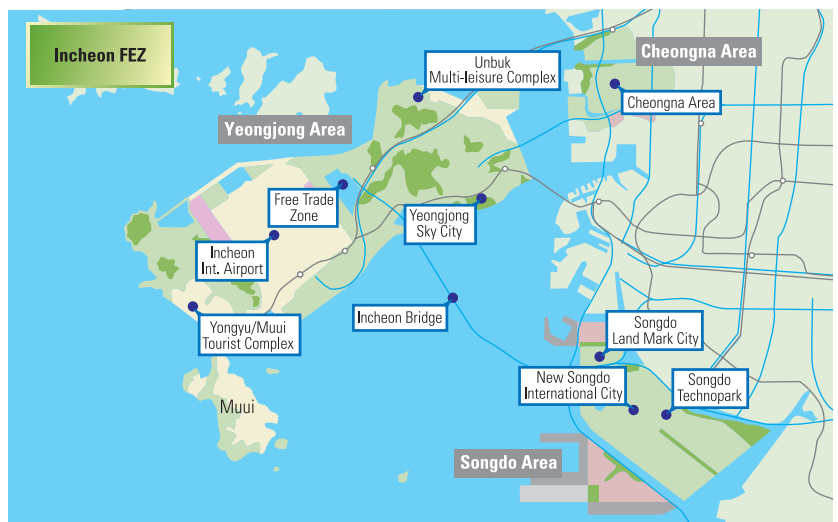 Incheon FEZ
Unbuk
Multi-leisure Complex
Cheongna Area
Cheongna Area
Yeongjong Area
Free Trade
Zone
Yeongjong
Sky City
Incheon
Int. Airport
Incheon Bridge
Yongyu/Muui
Tourist Complex
Songdo
Land Mark City
New Songdo
International City
Songdo
Technopark
Muui
Songdo Area